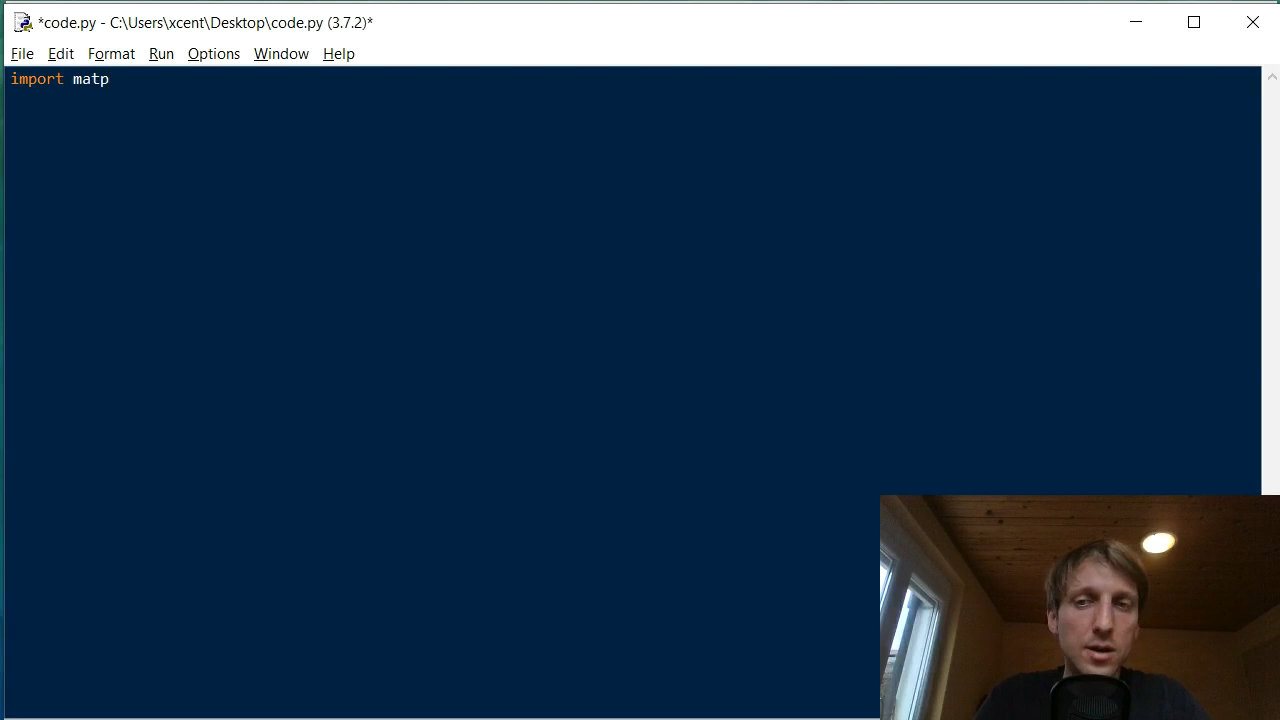 *code.py - C:\Users\xcent\Desktop\code.py (3.7.2)*
File Edit Format Run Options Window Help
import matp